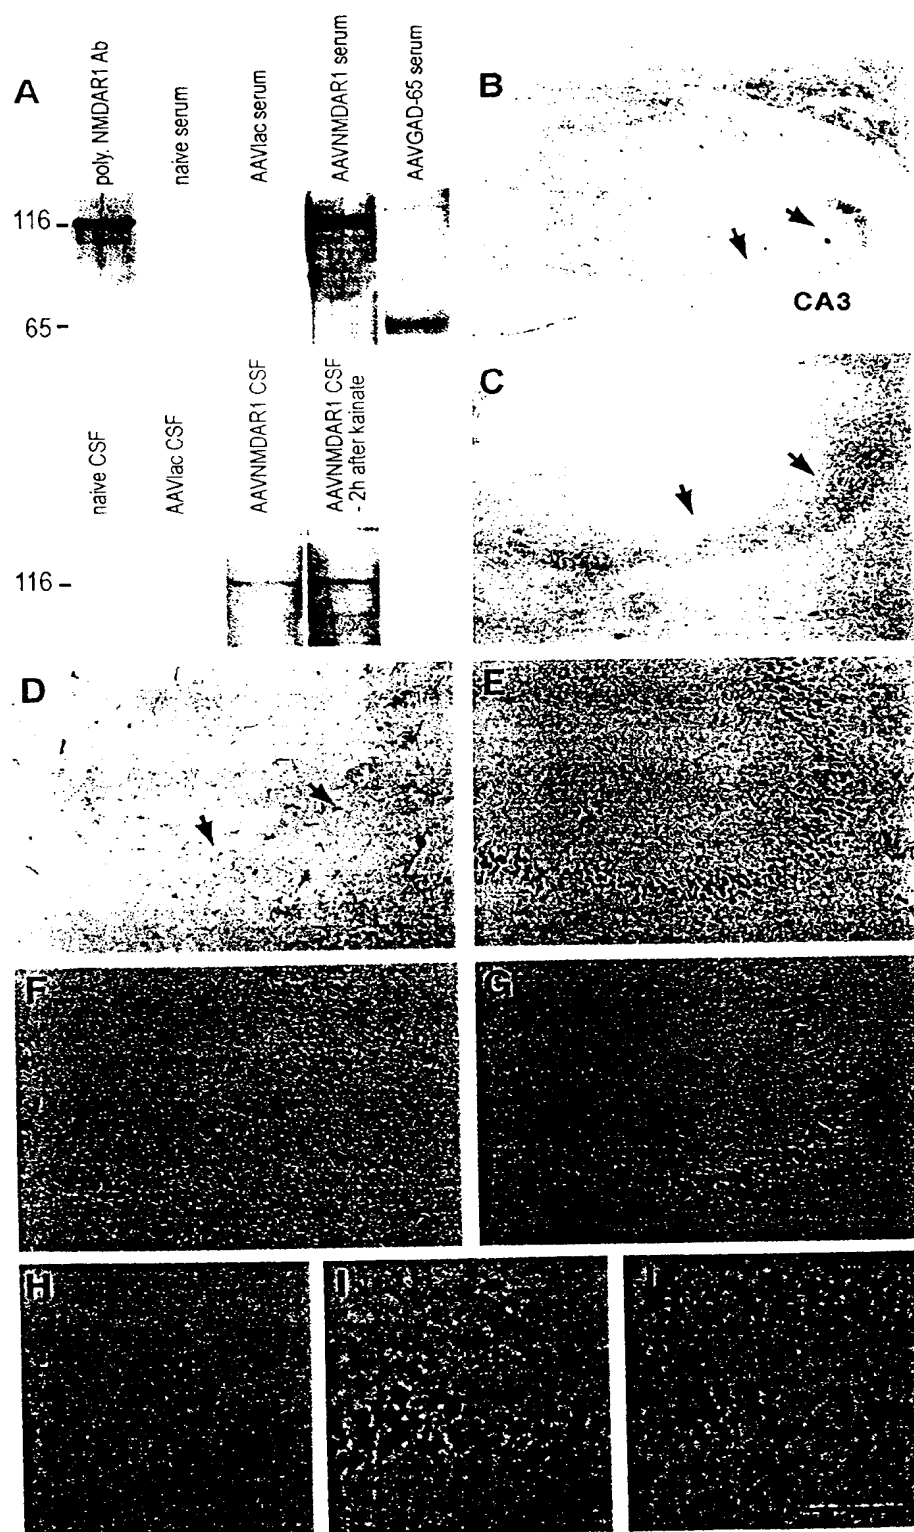 A
poly. NMDAR1 Ab
naive serum
AAVlac serum
AAVNMDAR1 serum
AAVGAD-65 serum
116
65
naive CSF
AAVlac CSF
AAVNMDAR1 CSF
AAVNMDAR1 CSF
- 2h after kainate
116
B
CA3
C
D
E
F
G
H
I
J